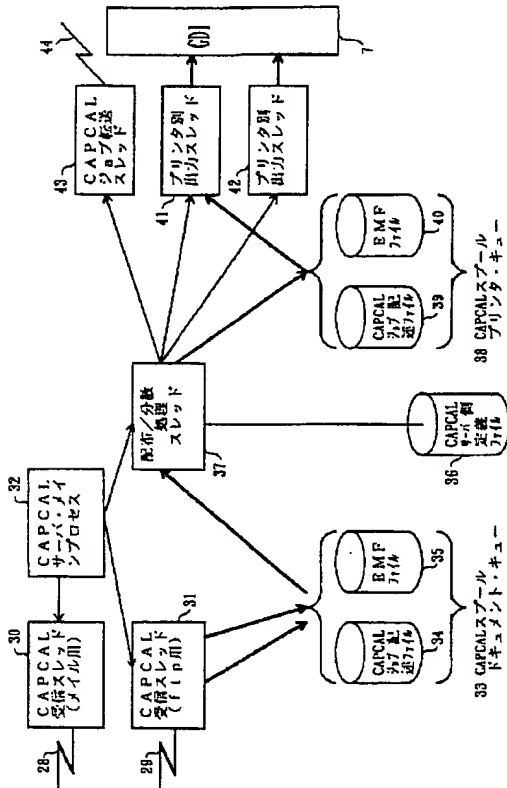 28
30
CAPCAL
受信スレッド
(メイル用)
32
CAPCAL
サーバ・メイ
ンプロセス
29
31
CAPCAL
受信スレッド
(ftp用)
37
配布/分散
処理
スレッド
43
CAPCAL
ジョブ転送
スレッド
44
41
プリンタ別
出力スレッド
42
プリンタ別
出力スレッド
GDI
7
34
CAPCAL
ジョブ記
述ファイル
35
EMF
ファイル
33 CAPCALスプール
ドキュメント・キュー
36
CAPCAL
サーバ側
定義
ファイル
39
CAPCAL
ジョブ記
述ファイル
40
EMF
ファイル
38 CAPCALスプール
プリンタ・キュー